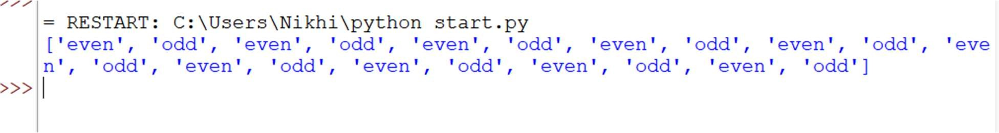 >>>
= RESTART: C:\Users\Nikhi\python start.py
['even', 'odd', 'even', 'odd', 'even', 'odd', 'even', 'odd', 'even', 'odd', 'eve
n', 'odd', 'even', 'odd', 'even', 'odd', 'even', 'odd', 'even', 'odd']
>>>